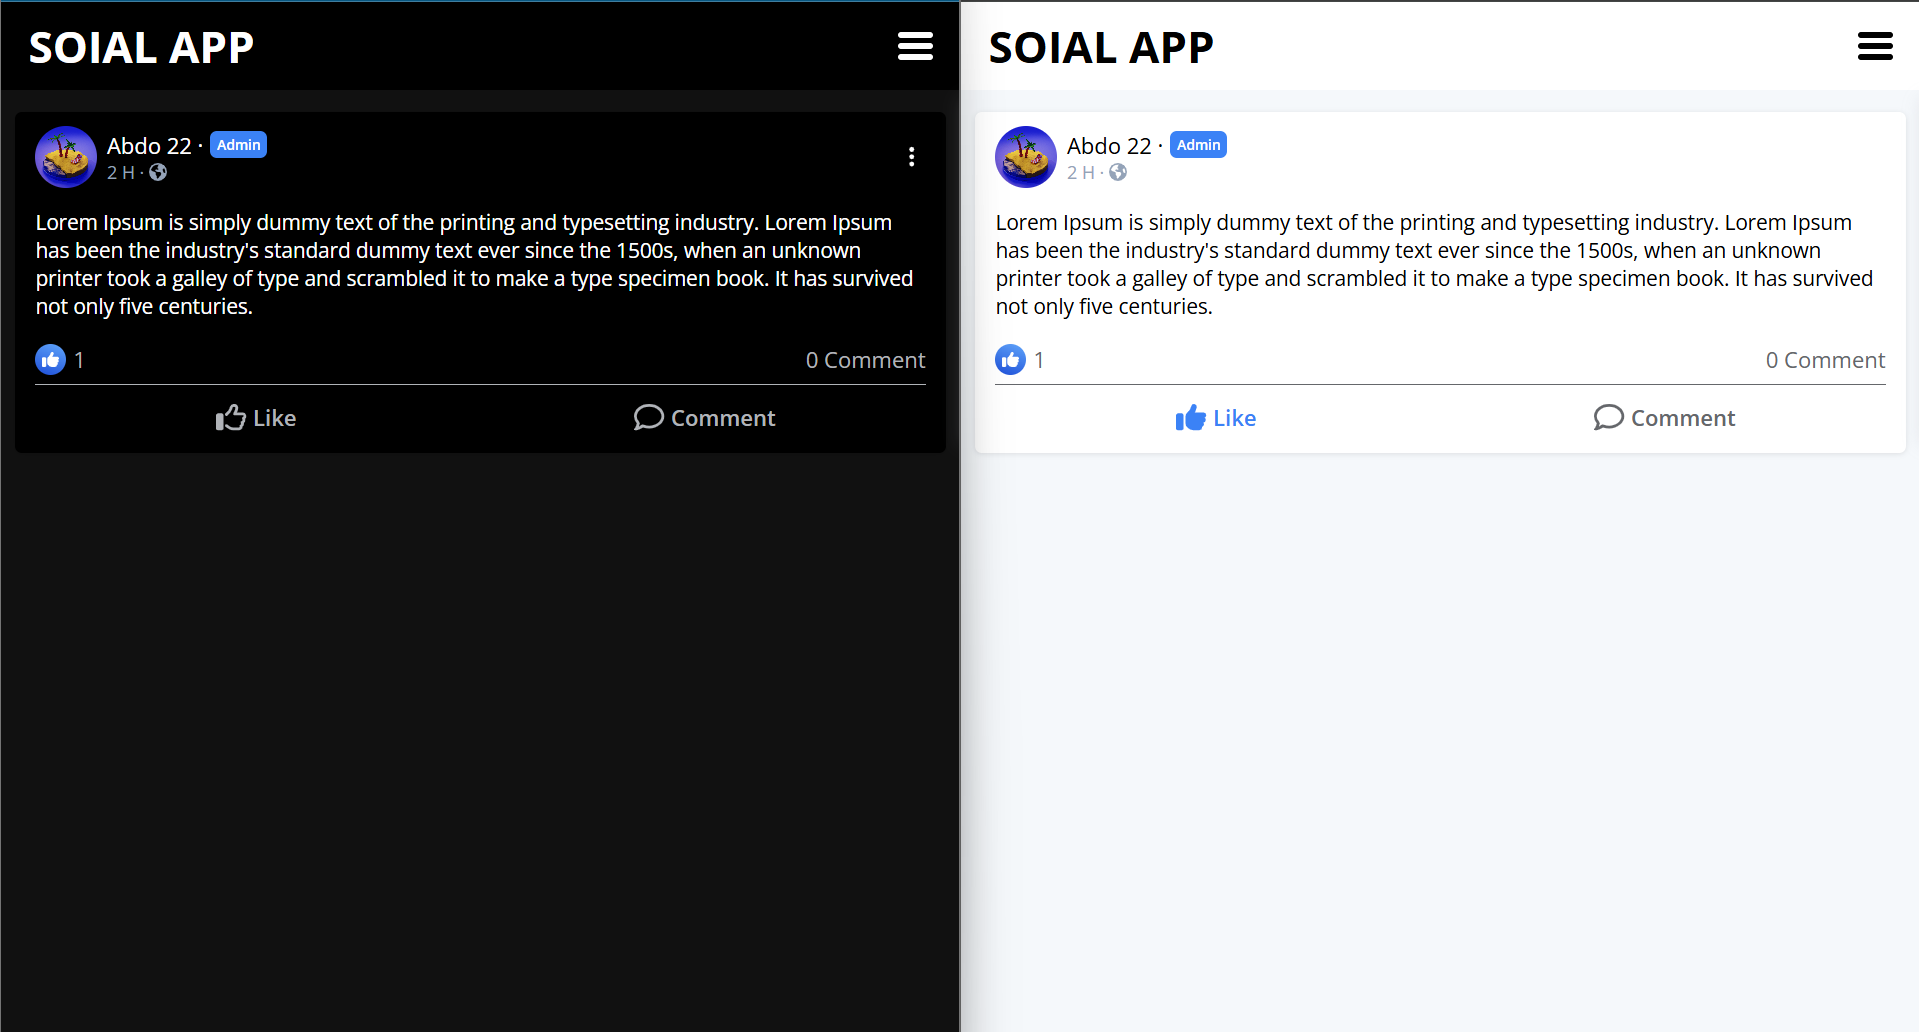 SOIAL APP
Abdo 22 · Admin
2 H ·
Lorem Ipsum is simply dummy text of the printing and typesetting industry. Lorem Ipsum
has been the industry's standard dummy text ever since the 1500s, when an unknown
printer took a galley of type and scrambled it to make a type specimen book. It has survived
not only five centuries.
1 0 Comment
Like Comment
SOIAL APP
Abdo 22 · Admin
2 H ·
Lorem Ipsum is simply dummy text of the printing and typesetting industry. Lorem Ipsum
has been the industry's standard dummy text ever since the 1500s, when an unknown
printer took a galley of type and scrambled it to make a type specimen book. It has survived
not only five centuries.
1 0 Comment
Like Comment